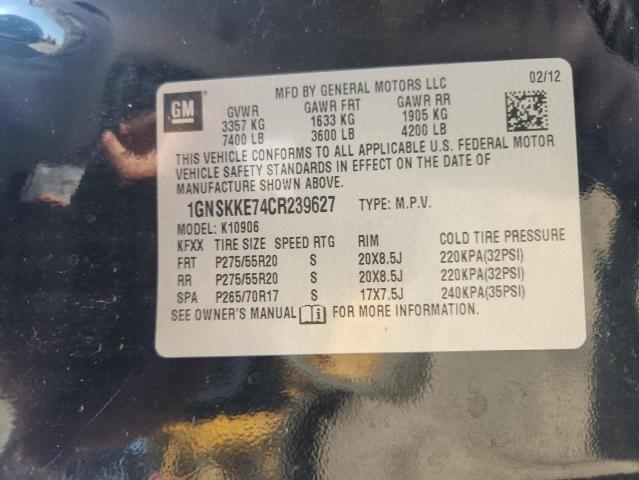 MFD BY GENERAL MOTORS LLC 02/12
GM
GVWR GAWR FRT GAWR RR
3357 KG 1633 KG 1905 KG
7400 LB 3600 LB 4200 LB
THIS VEHICLE CONFORMS TO ALL APPLICABLE U.S. FEDERAL MOTOR
VEHICLE SAFETY STANDARDS IN EFFECT ON THE DATE OF
MANUFACTURE SHOWN ABOVE.
1GNSKKE74CR239627 TYPE: M.P.V.
MODEL: K10906
KFXX TIRE SIZE SPEED RTG RIM COLD TIRE PRESSURE
FRT P275/55R20 S 20X8.5J 220KPA(32PSI)
RR P275/55R20 S 20X8.5J 220KPA(32PSI)
SPA P265/70R17 S 17X7.5J 240KPA(35PSI)
SEE OWNER'S MANUAL i FOR MORE INFORMATION.